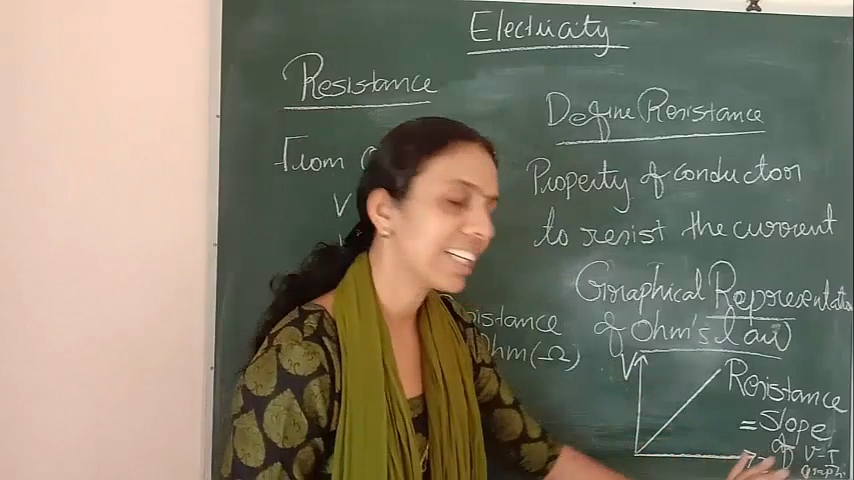 Electricity
Resistance
From
V
Resistance
Ohm (Ω)
Define Resistance
Property of conductor
to resist the current
Graphical Representation
of Ohm's law
V
Resistance
= Slope
of
V-I
graph